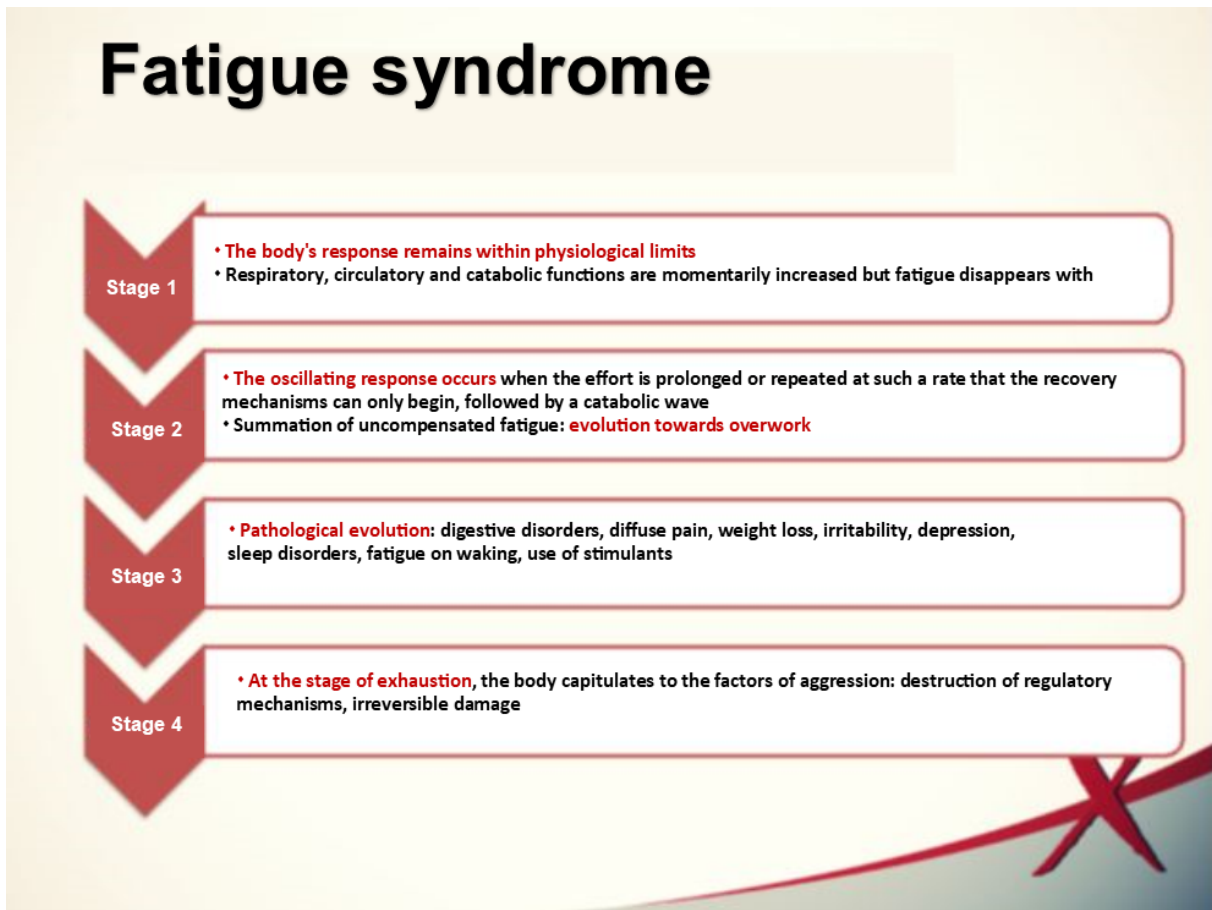 Fatigue syndrome
Stage 1
• The body's response remains within physiological limits
• Respiratory, circulatory and catabolic functions are momentarily increased but fatigue disappears with
Stage 2
• The oscillating response occurs when the effort is prolonged or repeated at such a rate that the recovery
mechanisms can only begin, followed by a catabolic wave
• Summation of uncompensated fatigue: evolution towards overwork
Stage 3
• Pathological evolution: digestive disorders, diffuse pain, weight loss, irritability, depression,
sleep disorders, fatigue on waking, use of stimulants
Stage 4
• At the stage of exhaustion, the body capitulates to the factors of aggression: destruction of regulatory
mechanisms, irreversible damage